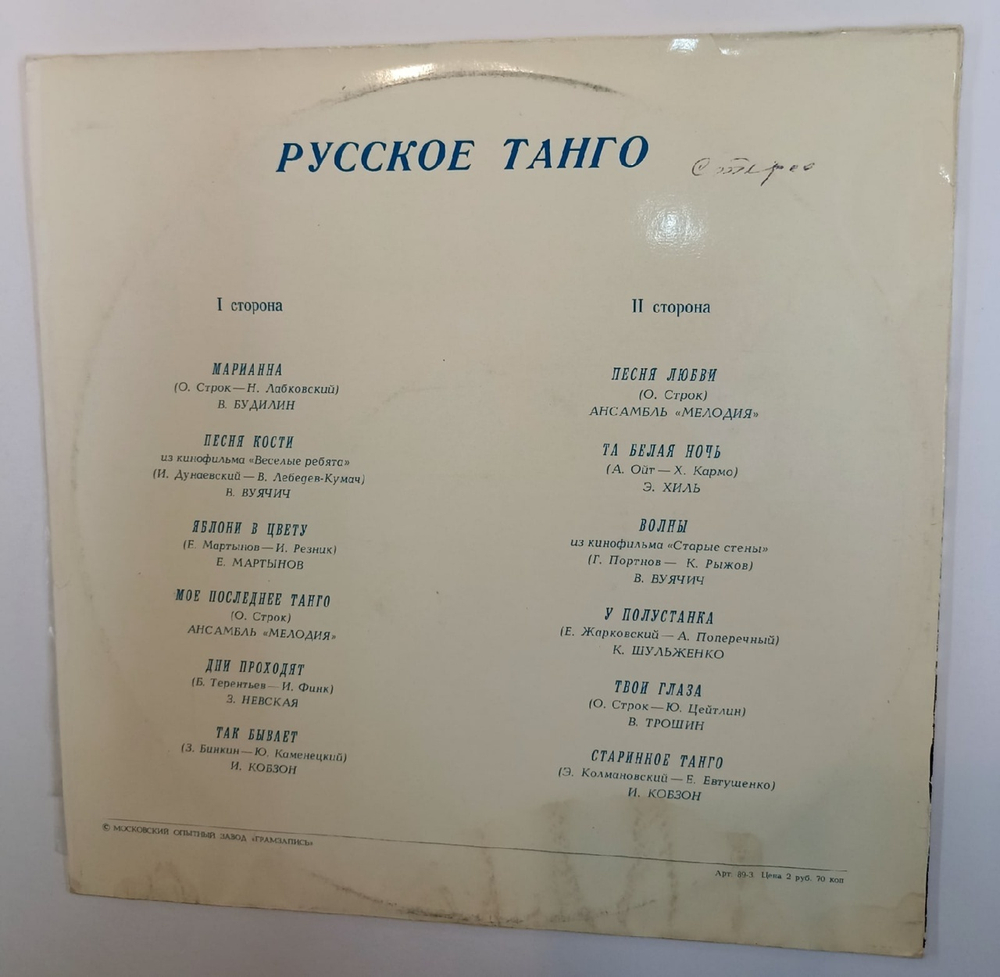 РУССКОЕ ТАНГО
Стерео
I сторона
МАРИАННА
(О. Строк — Н. Лабковский)
В. БУДИЛИН
ПЕСНЯ КОСТИ
из кинофильма «Веселые ребята»
(И. Дунаевский — В. Лебедев-Кумач)
В. ВУЯЧИЧ
ЯБЛОНИ В ЦВЕТУ
(Е. Мартынов — И. Резник)
Е. МАРТЫНОВ
МОЕ ПОСЛЕДНЕЕ ТАНГО
(О. Строк)
АНСАМБЛЬ «МЕЛОДИЯ»
ДНИ ПРОХОДЯТ
(Б. Терентьев — И. Финк)
З. НЕВСКАЯ
ТАК БЫВАЕТ
(З. Бинкин — Ю. Каменецкий)
И. КОБЗОН
II сторона
ПЕСНЯ ЛЮБВИ
(О. Строк)
АНСАМБЛЬ «МЕЛОДИЯ»
ТА БЕЛАЯ НОЧЬ
(А. Ойт — Х. Кармо)
Э. ХИЛЬ
ВОЛНЫ
из кинофильма «Старые стены»
(Г. Портнов — К. Рыжов)
В. ВУЯЧИЧ
У ПОЛУСТАНКА
(Е. Жарковский — А. Поперечный)
К. ШУЛЬЖЕНКО
ТВОИ ГЛАЗА
(О. Строк — Ю. Цейтлин)
В. ТРОШИН
СТАРИННОЕ ТАНГО
(Э. Колмановский — Е. Евтушенко)
И. КОБЗОН
© МОСКОВСКИЙ ОПЫТНЫЙ ЗАВОД «ГРАМЗАПИСЬ»
Арт. 89-3 Цена 2 руб. 70 коп